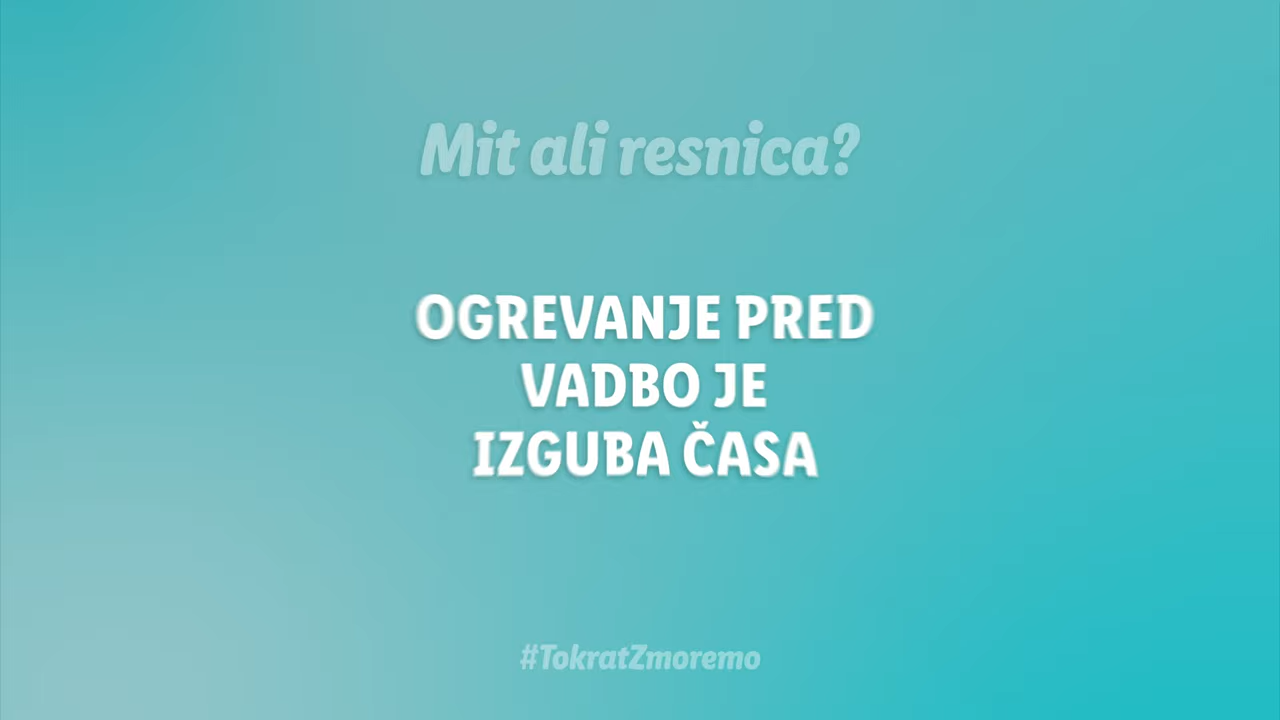 Mit ali resnica?
OGREVANJE PRED
VADBO JE
IZGUBA ČASA
#TokratZmoremo